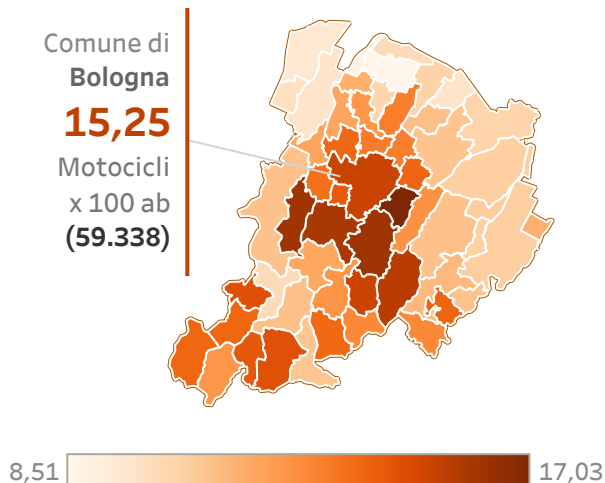 Comune di
Bologna
15,25
Motocicli
x 100 ab
(59.338)
8,51
17,03